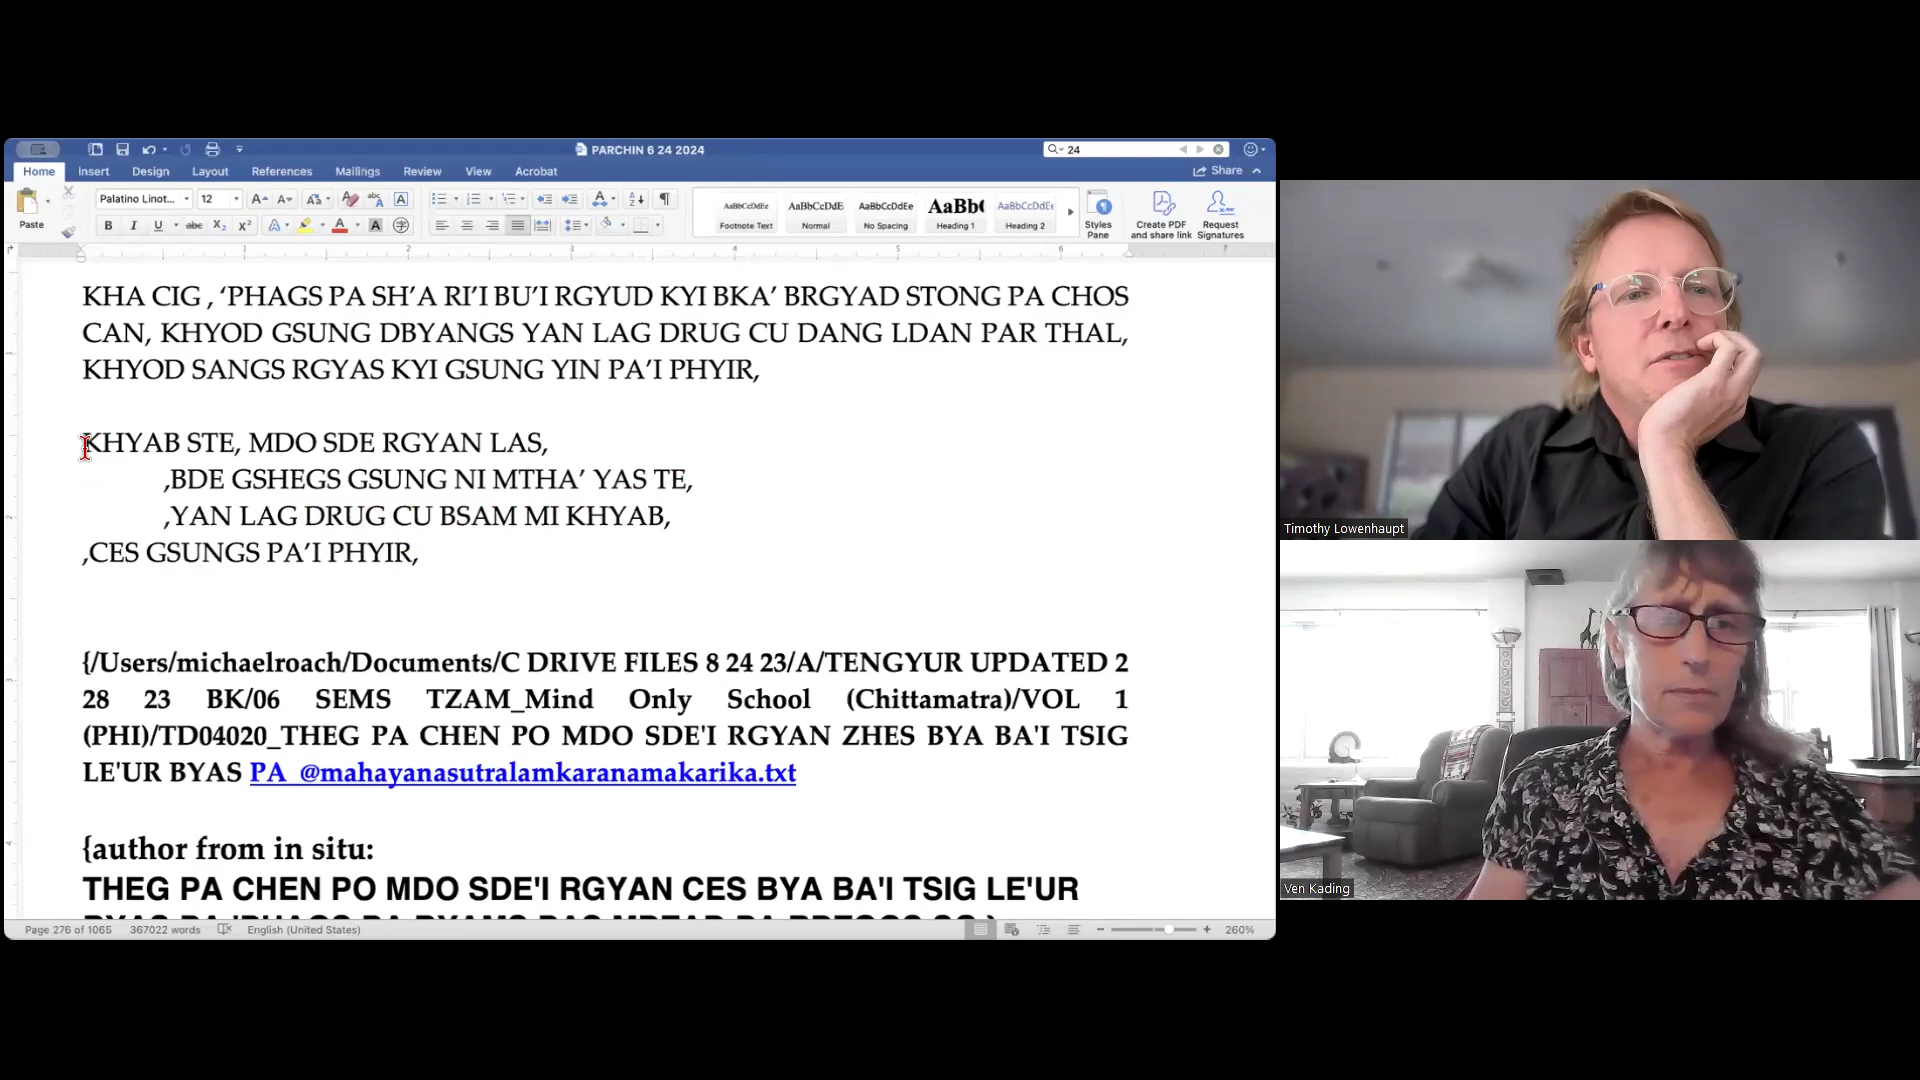 PARCHIN 6 24 2024
24
Home Insert Design Layout References Mailings Review View Acrobat
Share
Palatino Linot... 12
Paste
AaBbCcDdEe AaBbCcDdE AaBbCcDdEe AaBb( AaBbCcDdEe
Footnote Text Normal No Spacing Heading 1 Heading 2
Styles Pane
Create PDF and share link
Request Signatures
KHA CIG , ‘PHAGS PA SH’A RI’I BU’I RGYUD KYI BKA’ BRGYAD STONG PA CHOS
CAN, KHYOD GSUNG DBYANGS YAN LAG DRUG CU DANG LDAN PAR THAL,
KHYOD SANGS RGYAS KYI GSUNG YIN PA’I PHYIR,
KHYAB STE, MDO SDE RGYAN LAS,
,BDE GSHEGS GSUNG NI MTHA’ YAS TE,
,YAN LAG DRUG CU BSAM MI KHYAB,
,CES GSUNGS PA’I PHYIR,
{/Users/michaelroach/Documents/C DRIVE FILES 8 24 23/A/TENGYUR UPDATED 2
28 23 BK/06 SEMS TZAM_Mind Only School (Chittamatra)/VOL 1
(PHI)/TD04020_THEG PA CHEN PO MDO SDE'I RGYAN ZHES BYA BA'I TSIG
LE'UR BYAS PA_@mahayanasutralamkaranamakarika.txt
{author from in situ:
THEG PA CHEN PO MDO SDE'I RGYAN CES BYA BA'I TSIG LE'UR
Page 276 of 1065 367022 words English (United States) 260%
Timothy Lowenhaupt
Ven Kading